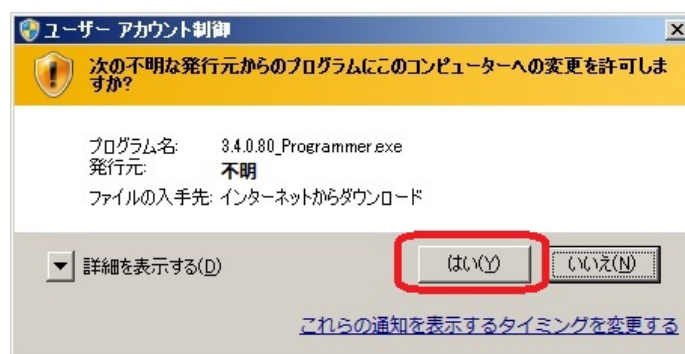 ユーザー アカウント制御
次の不明な発行元からのプログラムにこのコンピューターへの変更を許可しま
すか?
プログラム名: 3.4.0.80_Programmer.exe
発行元: 不明
ファイルの入手先: インターネットからダウンロード
詳細を表示する(D) はい(Y) いいえ(N)
これらの通知を表示するタイミングを変更する